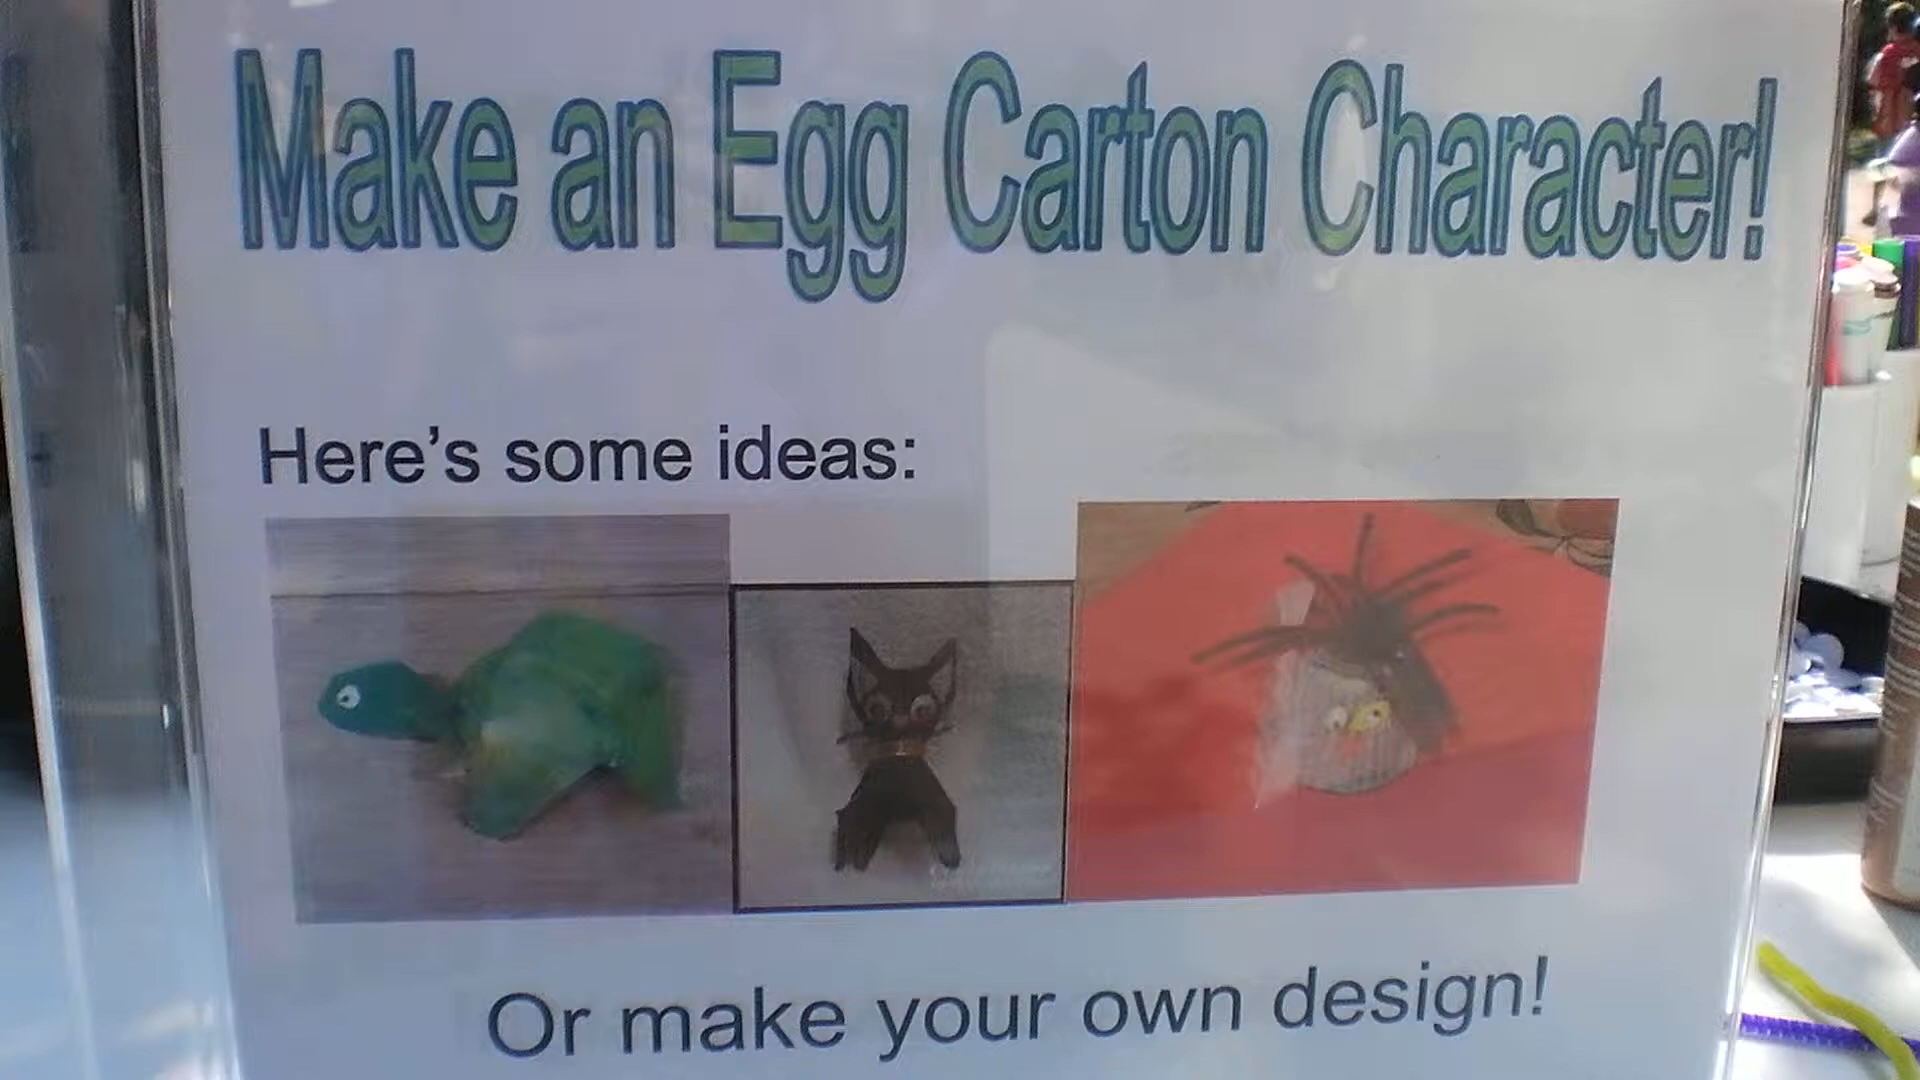 Make an Egg Carton Character!
Here's some ideas:
Or make your own design!